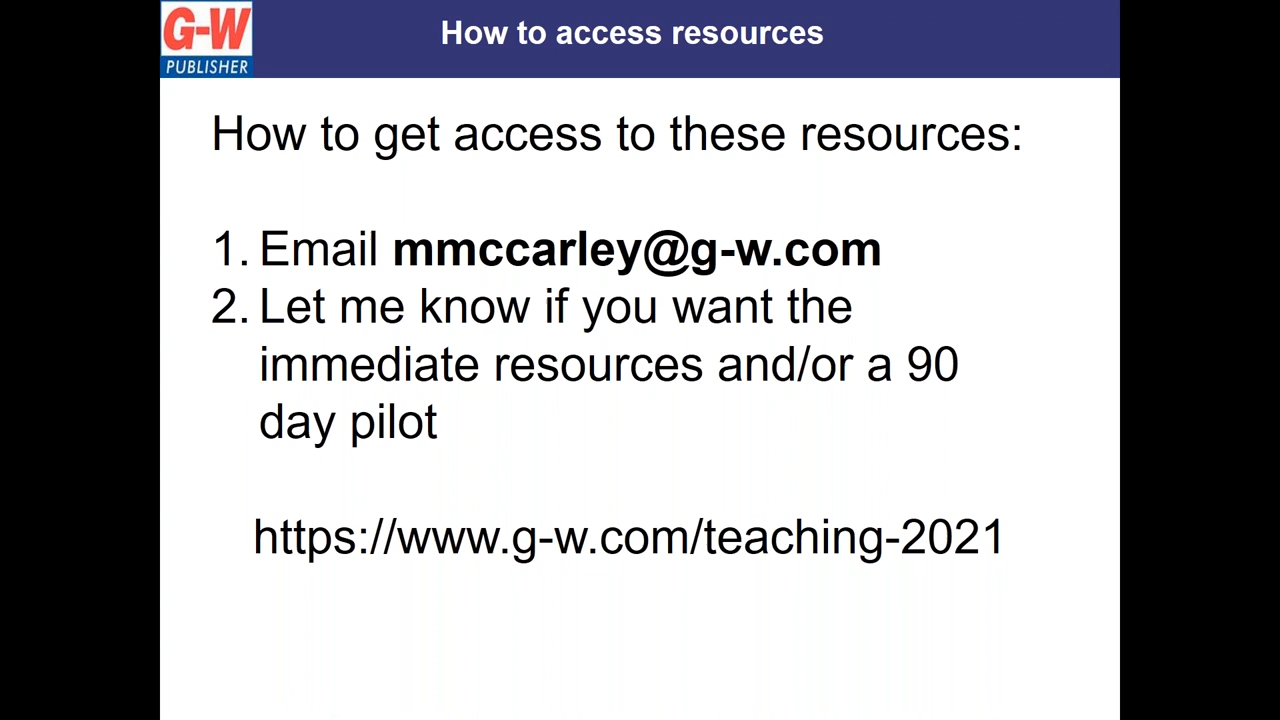 G-W
PUBLISHER
How to access resources
How to get access to these resources:
1. Email mmccarley@g-w.com
2. Let me know if you want the
immediate resources and/or a 90
day pilot
https://www.g-w.com/teaching-2021